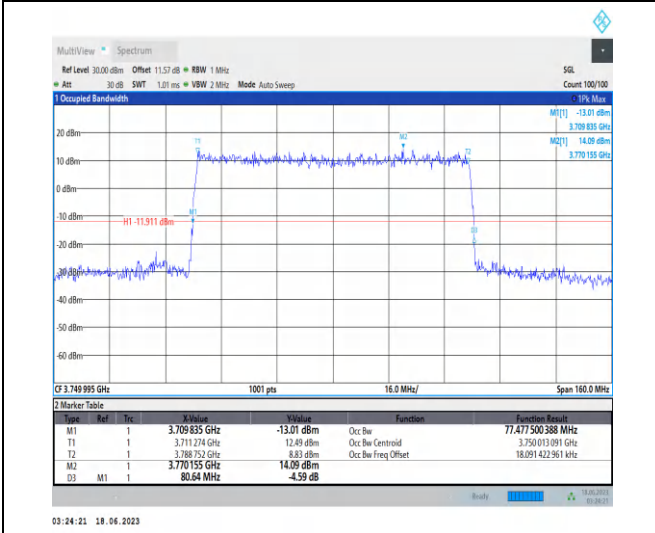 MultiView Spectrum
Ref Level 30.00 dBm Offset 11.57 dB RBW 1 MHz SGL
Att 30 dB SWT 1.01 ms VBW 2 MHz Mode Auto Sweep Count 100/100
1 Occupied Bandwidth 1Pk Max
M1[1] -13.01 dBm
3.709 835 GHz
M2[1] 14.09 dBm
3.770 155 GHz
20 dBm
T1
M2
T2
10 dBm
0 dBm
M1
-10 dBm
H1 -11.911 dBm
D3
-20 dBm
-30 dBm
-40 dBm
-50 dBm
-60 dBm
CF 3.749 995 GHz 1001 pts 16.0 MHz/ Span 160.0 MHz
2 Marker Table
Type Ref Trc X-Value Y-Value Function Function Result
M1 1 3.709 835 GHz -13.01 dBm Occ Bw 77.477 500 388 MHz
T1 1 3.711 274 GHz 12.49 dBm Occ Bw Centroid 3.750 013 091 GHz
T2 1 3.788 752 GHz 8.83 dBm Occ Bw Freq Offset 18.091 422 961 kHz
M2 1 3.770 155 GHz 14.09 dBm
D3 M1 1 80.64 MHz -4.59 dB
Ready 18.06.2023
03:24:21
03:24:21 18.06.2023